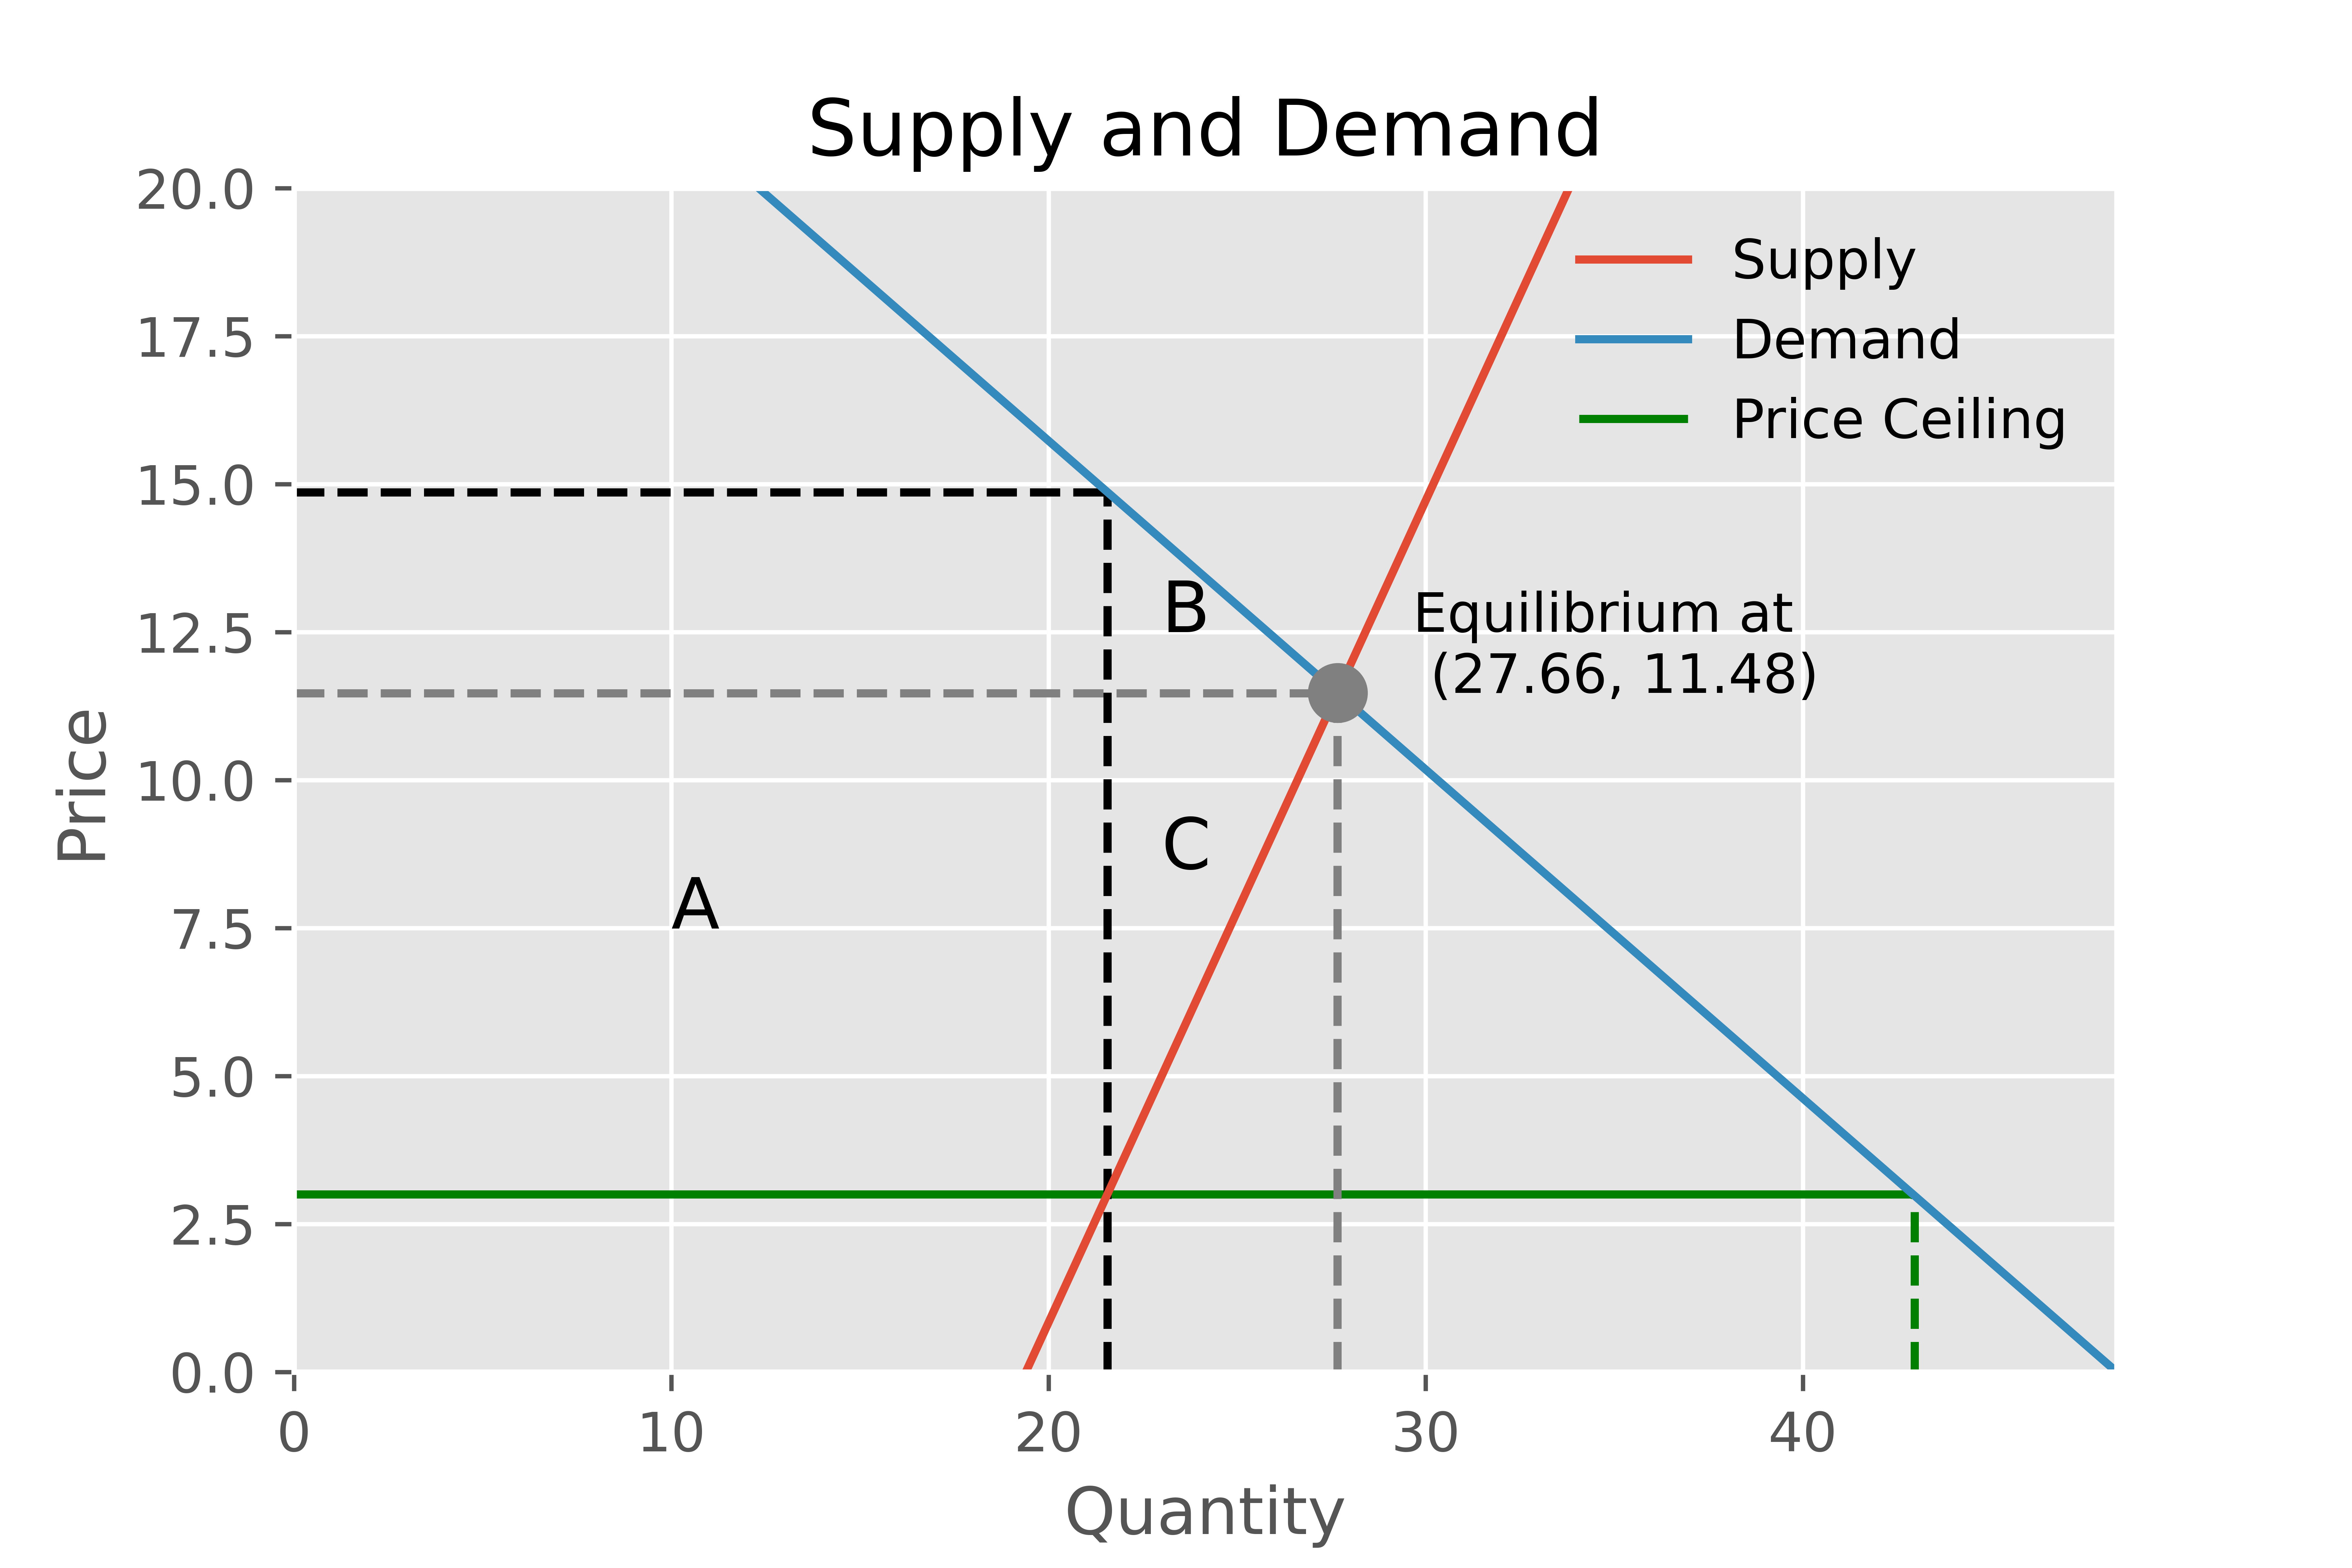 Supply and Demand
20.0
17.5
15.0
12.5
10.0
7.5
5.0
2.5
0.0
Price
Supply
Demand
Price Ceiling
B
Equilibrium at
(27.66, 11.48)
C
A
0 10 20 30 40
Quantity